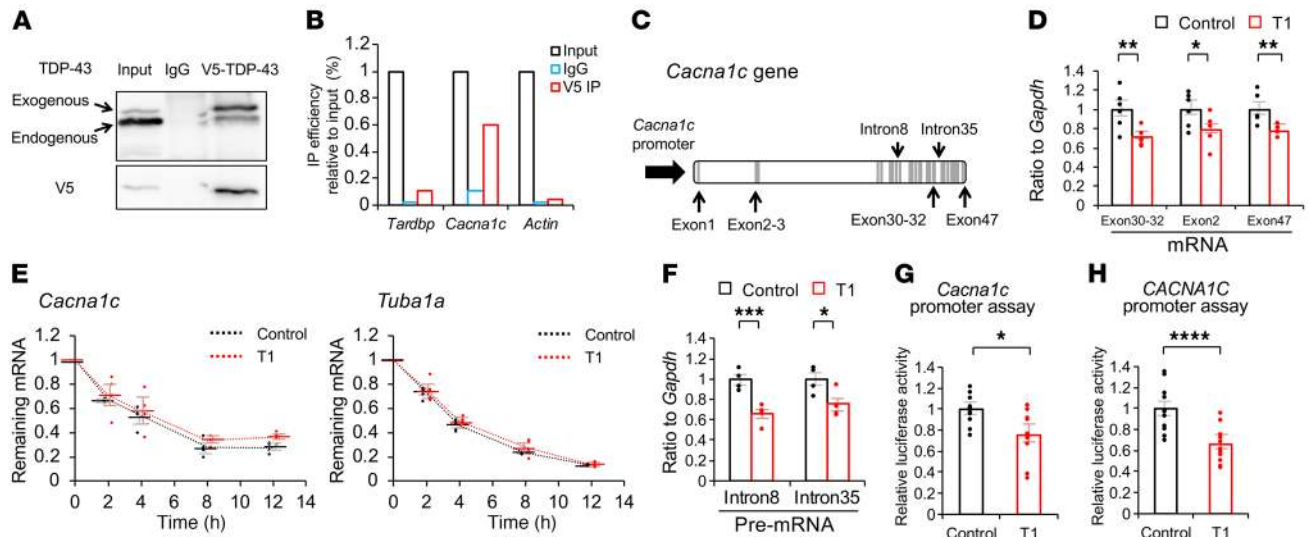 A
TDP-43
Input IgG V5-TDP-43
Exogenous
Endogenous
V5
B
IP efficiency
relative to input (%)
1.2
1
0.8
0.6
0.4
0.2
0
Input
IgG
V5 IP
Tardbp Cacna1c Actin
C
Cacna1c gene
Cacna1c
promoter
Intron8 Intron35
Exon1 Exon2-3 Exon30-32 Exon47
D
Control T1
** * **
Ratio to Gapdh
1.4
1.2
1
0.8
0.6
0.4
0.2
0
Exon30-32 Exon2 Exon47
mRNA
E
Cacna1c
Control
T1
Remaining mRNA
1.2
1
0.8
0.6
0.4
0.2
0
0 2 4 6 8 10 12 14
Time (h)
Tuba1a
Control
T1
Remaining mRNA
1.2
1
0.8
0.6
0.4
0.2
0
0 2 4 6 8 10 12 14
Time (h)
F
Control T1
*** *
Ratio to Gapdh
1.4
1.2
1
0.8
0.6
0.4
0.2
0
Intron8 Intron35
Pre-mRNA
G
Cacna1c
promoter assay
*
Relative luciferase activity
1.4
1.2
1
0.8
0.6
0.4
0.2
0
Control T1
H
CACNA1C
promoter assay
****
Relative luciferase activity
1.4
1.2
1
0.8
0.6
0.4
0.2
0
Control T1